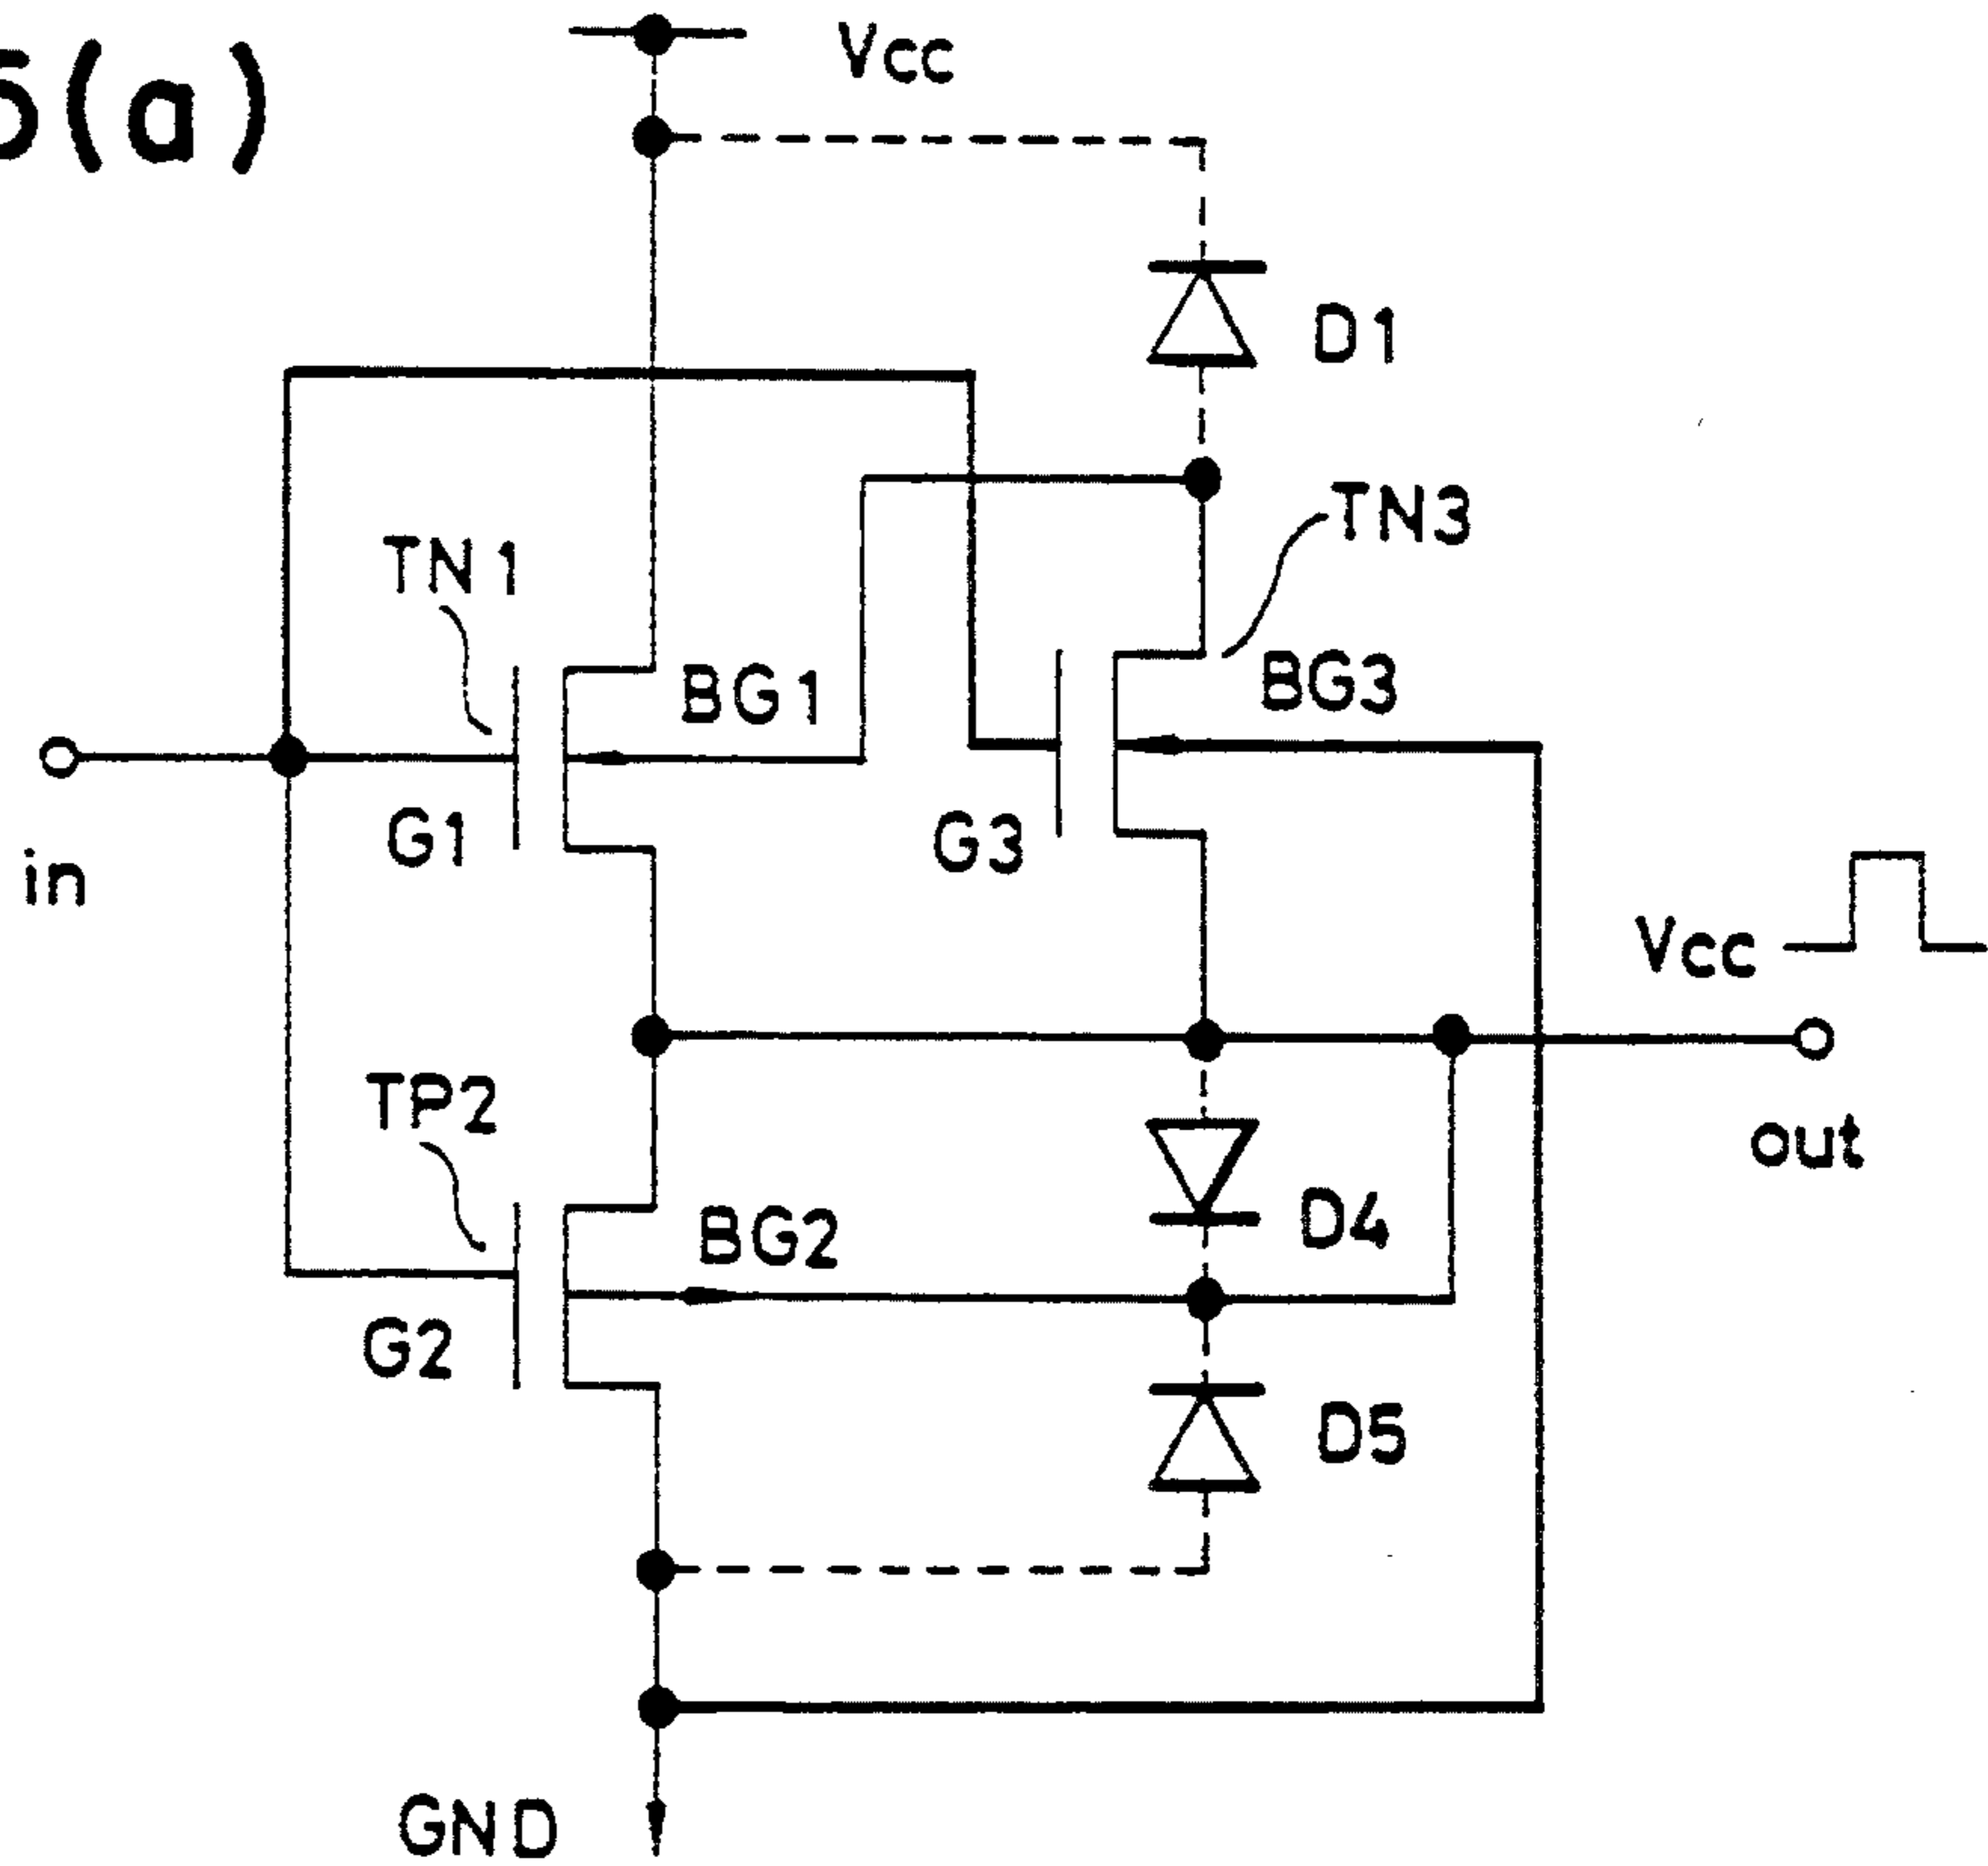 5(a)
Vcc
D1
TN3
TN1
BG1
BG3
G1
G3
in
Vcc
TP2
out
BG2
D4
G2
D5
GND